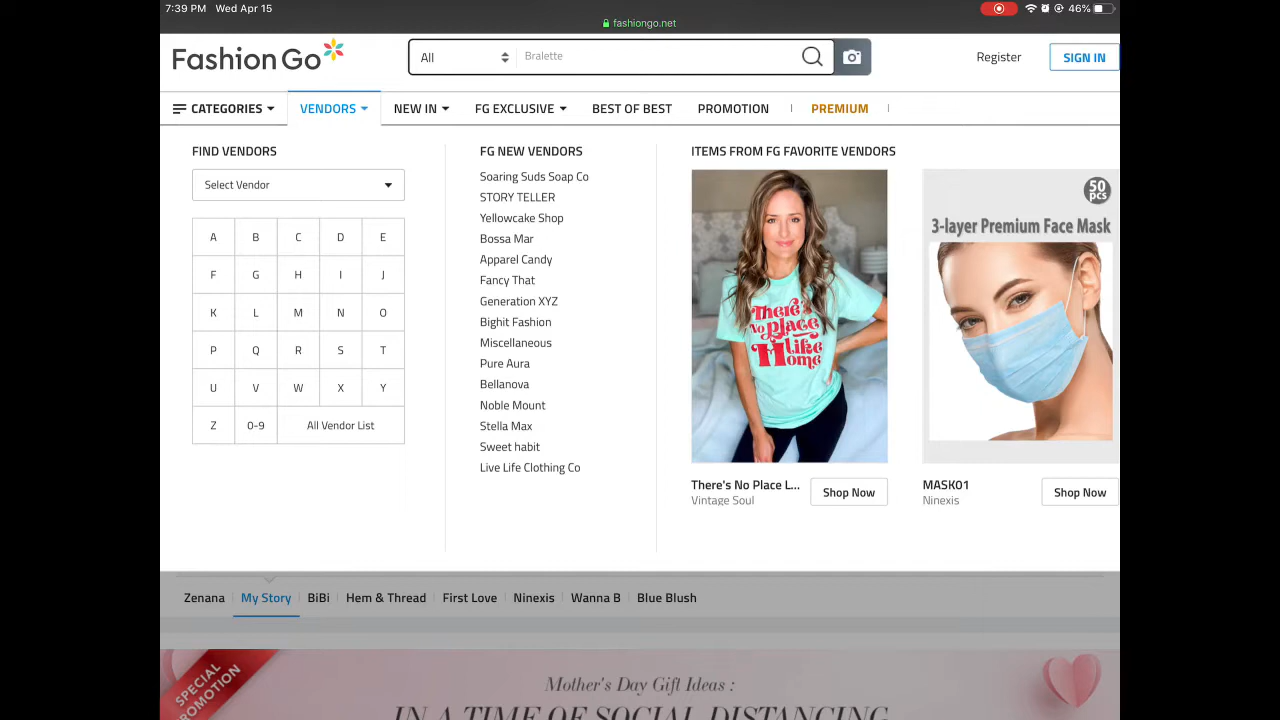 7:39 PM Wed Apr 15
46%
fashiongo.net
FashionGo
All
Bralette
Register
SIGN IN
CATEGORIES
VENDORS
NEW IN
FG EXCLUSIVE
BEST OF BEST
PROMOTION
PREMIUM
FIND VENDORS
Select Vendor
A B C D E
F G H I J
K L M N O
P Q R S T
U V W X Y
Z 0-9 All Vendor List
FG NEW VENDORS
Soaring Suds Soap Co
STORY TELLER
Yellowcake Shop
Bossa Mar
Apparel Candy
Fancy That
Generation XYZ
Bighit Fashion
Miscellaneous
Pure Aura
Bellanova
Noble Mount
Stella Max
Sweet habit
Live Life Clothing Co
ITEMS FROM FG FAVORITE VENDORS
There's
No place
like
Home
There's No Place L...
Vintage Soul
Shop Now
50
pcs
3-layer Premium Face Mask
MASK01
Ninexis
Shop Now
Zenana
My Story
BiBi
Hem & Thread
First Love
Ninexis
Wanna B
Blue Blush
SPECIAL
PROMOTION
Mother's Day Gift Ideas :
IN A TIME OF SOCIAL DISTANCING